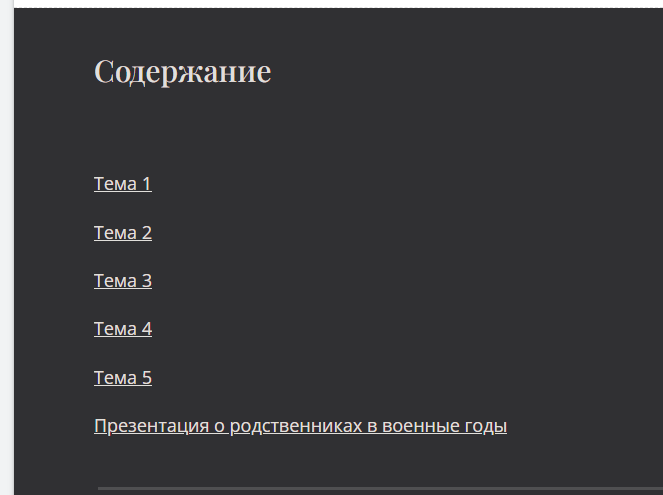 Содержание
Тема 1
Тема 2
Тема 3
Тема 4
Тема 5
Презентация о родственниках в военные годы